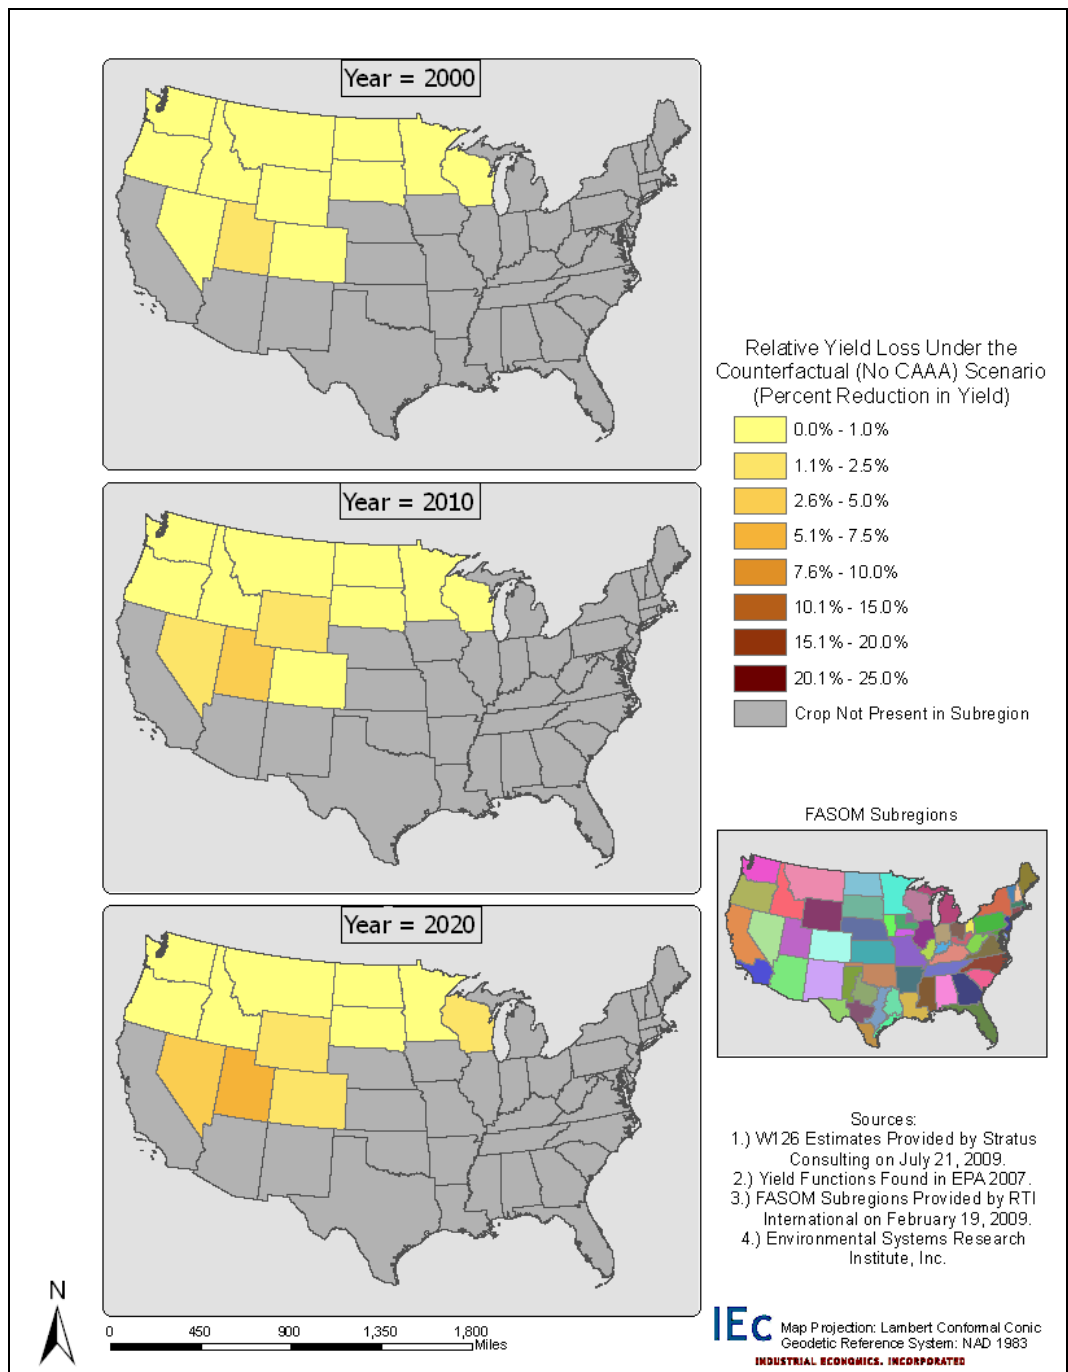 Year = 2000
Year = 2010
Year = 2020
Relative Yield Loss Under the
Counterfactual (No CAAA) Scenario
(Percent Reduction in Yield)
0.0% - 1.0%
1.1% - 2.5%
2.6% - 5.0%
5.1% - 7.5%
7.6% - 10.0%
10.1% - 15.0%
15.1% - 20.0%
20.1% - 25.0%
Crop Not Present in Subregion
FASOM Subregions
Sources:
1.) W126 Estimates Provided by Stratus
Consulting on July 21, 2009.
2.) Yield Functions Found in EPA 2007.
3.) FASOM Subregions Provided by RTI
International on February 19, 2009.
4.) Environmental Systems Research
Institute, Inc.
N
0 450 900 1,350 1,800
Miles
IEc
Map Projection: Lambert Conformal Conic
Geodetic Reference System: NAD 1983
INDUSTRIAL ECONOMICS, INCORPORATED